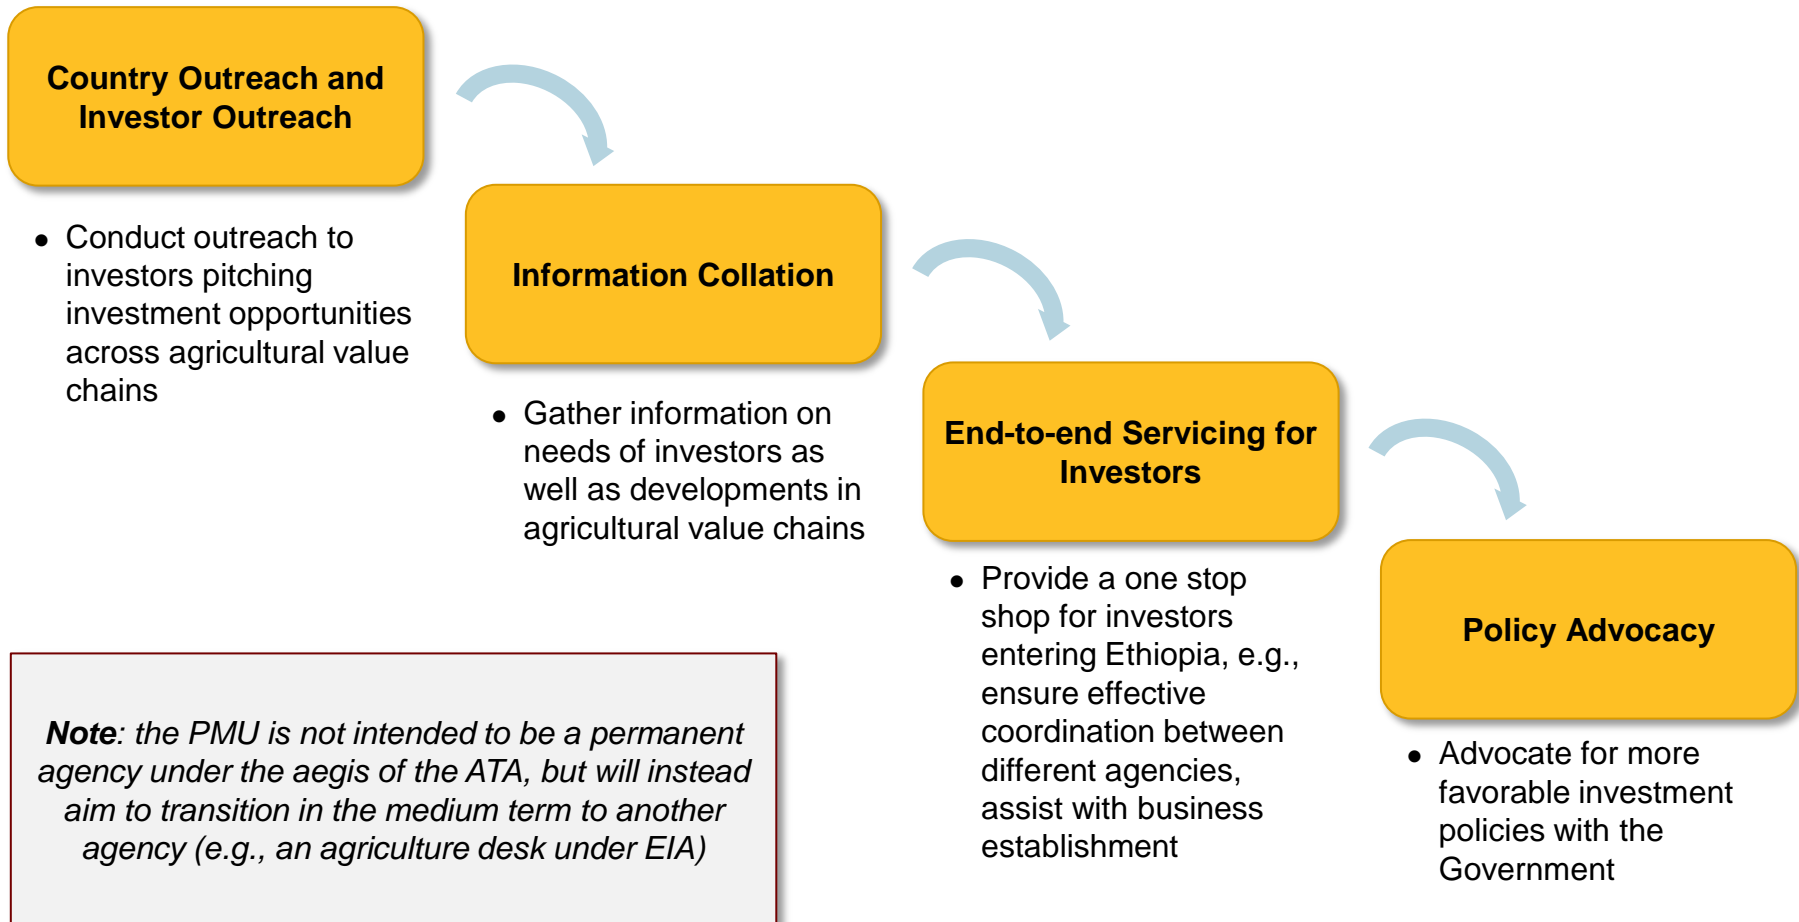 Country Outreach and
Investor Outreach
● Conduct outreach to
investors pitching
investment opportunities
across agricultural value
chains
Information Collation
● Gather information on
needs of investors as
well as developments in
agricultural value chains
End-to-end Servicing for
Investors
● Provide a one stop
shop for investors
entering Ethiopia, e.g.,
ensure effective
coordination between
different agencies,
assist with business
establishment
Policy Advocacy
● Advocate for more
favorable investment
policies with the
Government
Note: the PMU is not intended to be a permanent
agency under the aegis of the ATA, but will instead
aim to transition in the medium term to another
agency (e.g., an agriculture desk under EIA)